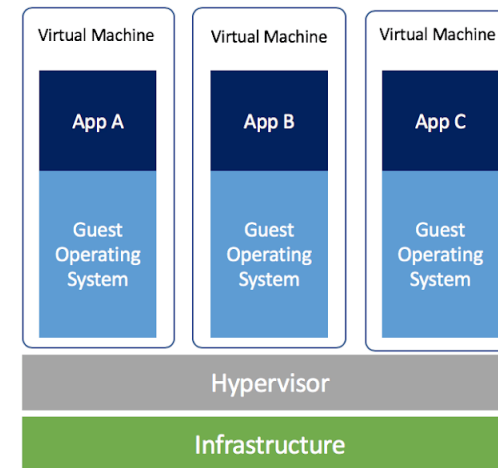 Virtual Machine
Virtual Machine
Virtual Machine
App A
App B
App C
Guest
Operating
System
Guest
Operating
System
Guest
Operating
System
Hypervisor
Infrastructure